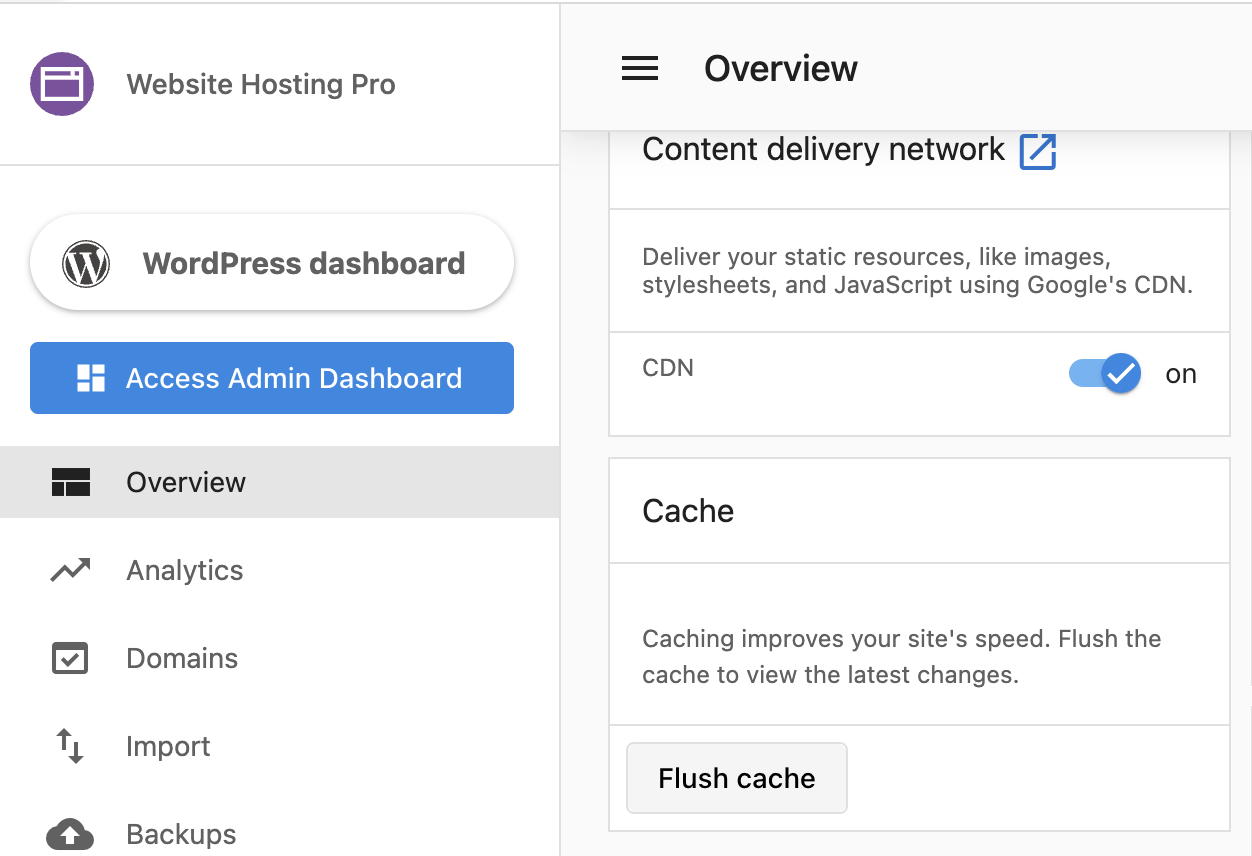 Website Hosting Pro
WordPress dashboard
Access Admin Dashboard
Overview
Analytics
Domains
Import
Backups
Overview
Content delivery network
Deliver your static resources, like images,
stylesheets, and JavaScript using Google's CDN.
CDN
on
Cache
Caching improves your site's speed. Flush the
cache to view the latest changes.
Flush cache